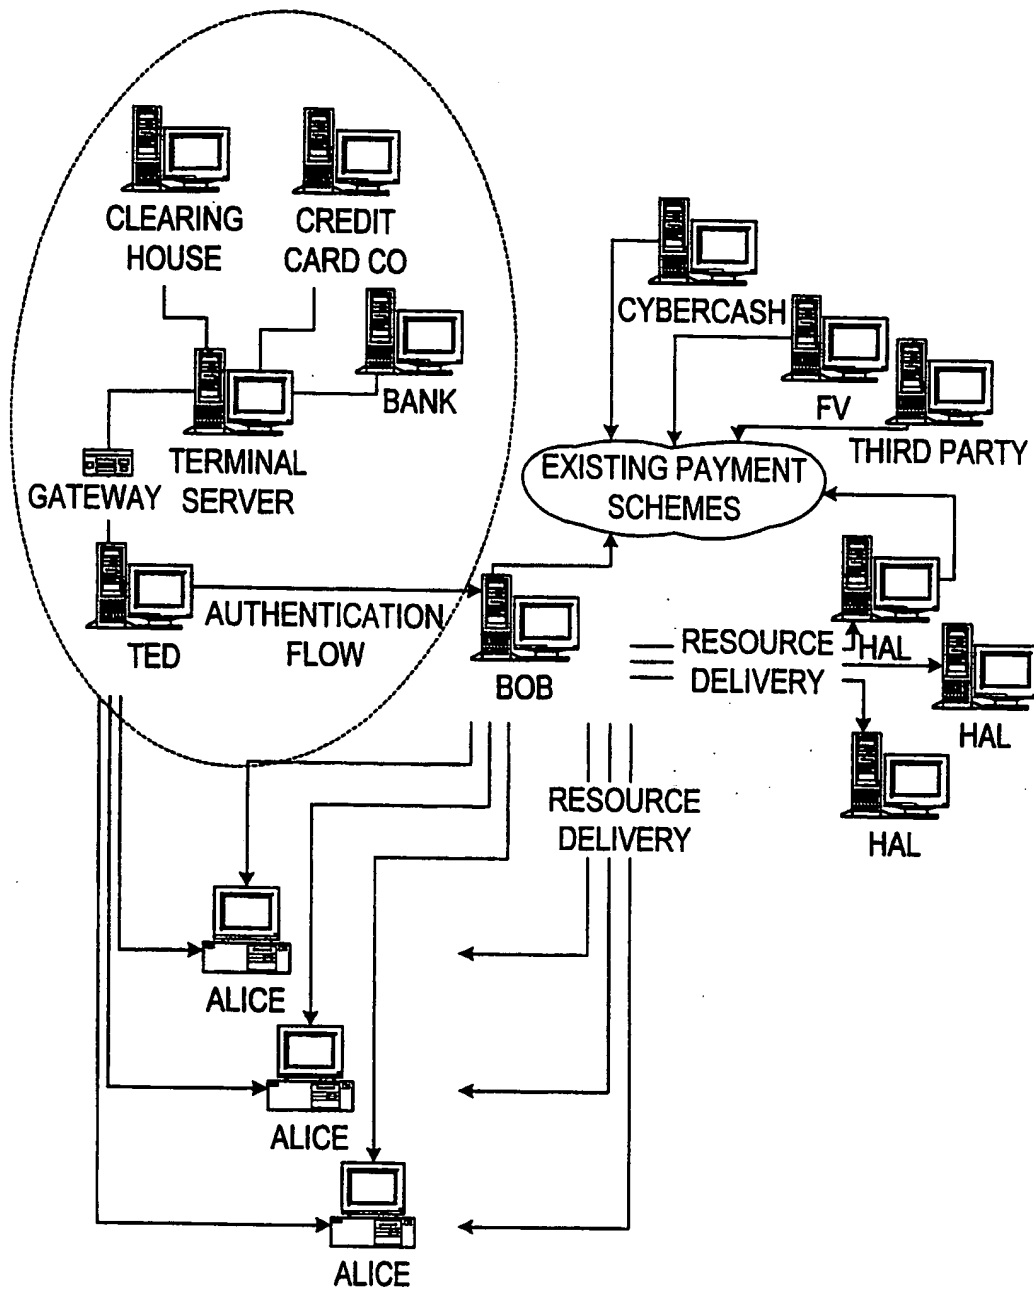 CLEARING
HOUSE
CREDIT
CARD CO
BANK
TERMINAL
SERVER
GATEWAY
TED
AUTHENTICATION
FLOW
BOB
CYBERCASH
FV
THIRD PARTY
EXISTING PAYMENT
SCHEMES
RESOURCE
DELIVERY
HAL
HAL
HAL
RESOURCE
DELIVERY
ALICE
ALICE
ALICE